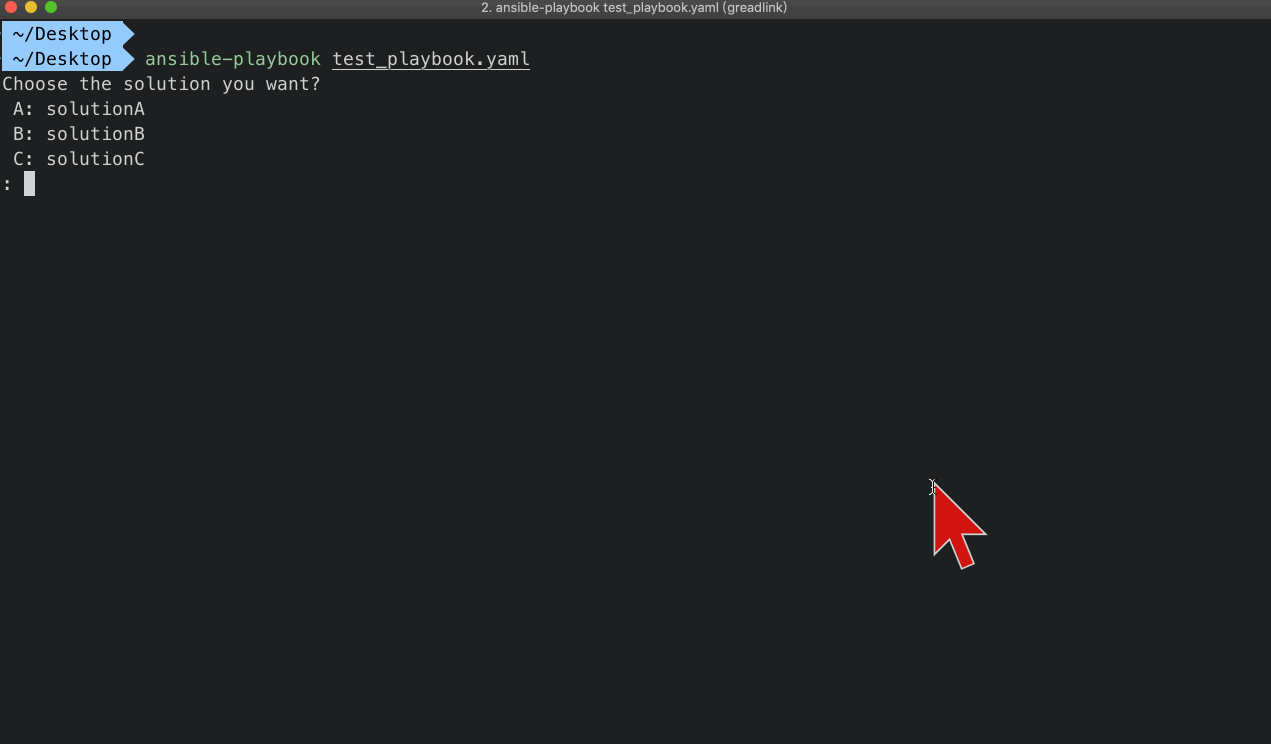 2. ansible-playbook test_playbook.yaml (greadlink)
~/Desktop
~/Desktop ansible-playbook test_playbook.yaml
Choose the solution you want?
A: solutionA
B: solutionB
C: solutionC
: